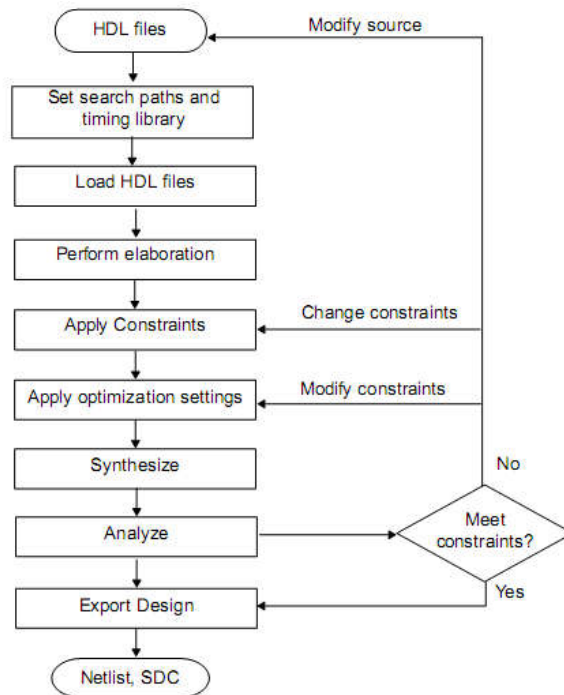 HDL files
Modify source
Set search paths and
timing library
Load HDL files
Perform elaboration
Apply Constraints
Change constraints
Apply optimization settings
Modify constraints
Synthesize
No
Analyze
Meet
constraints?
Yes
Export Design
Netlist, SDC